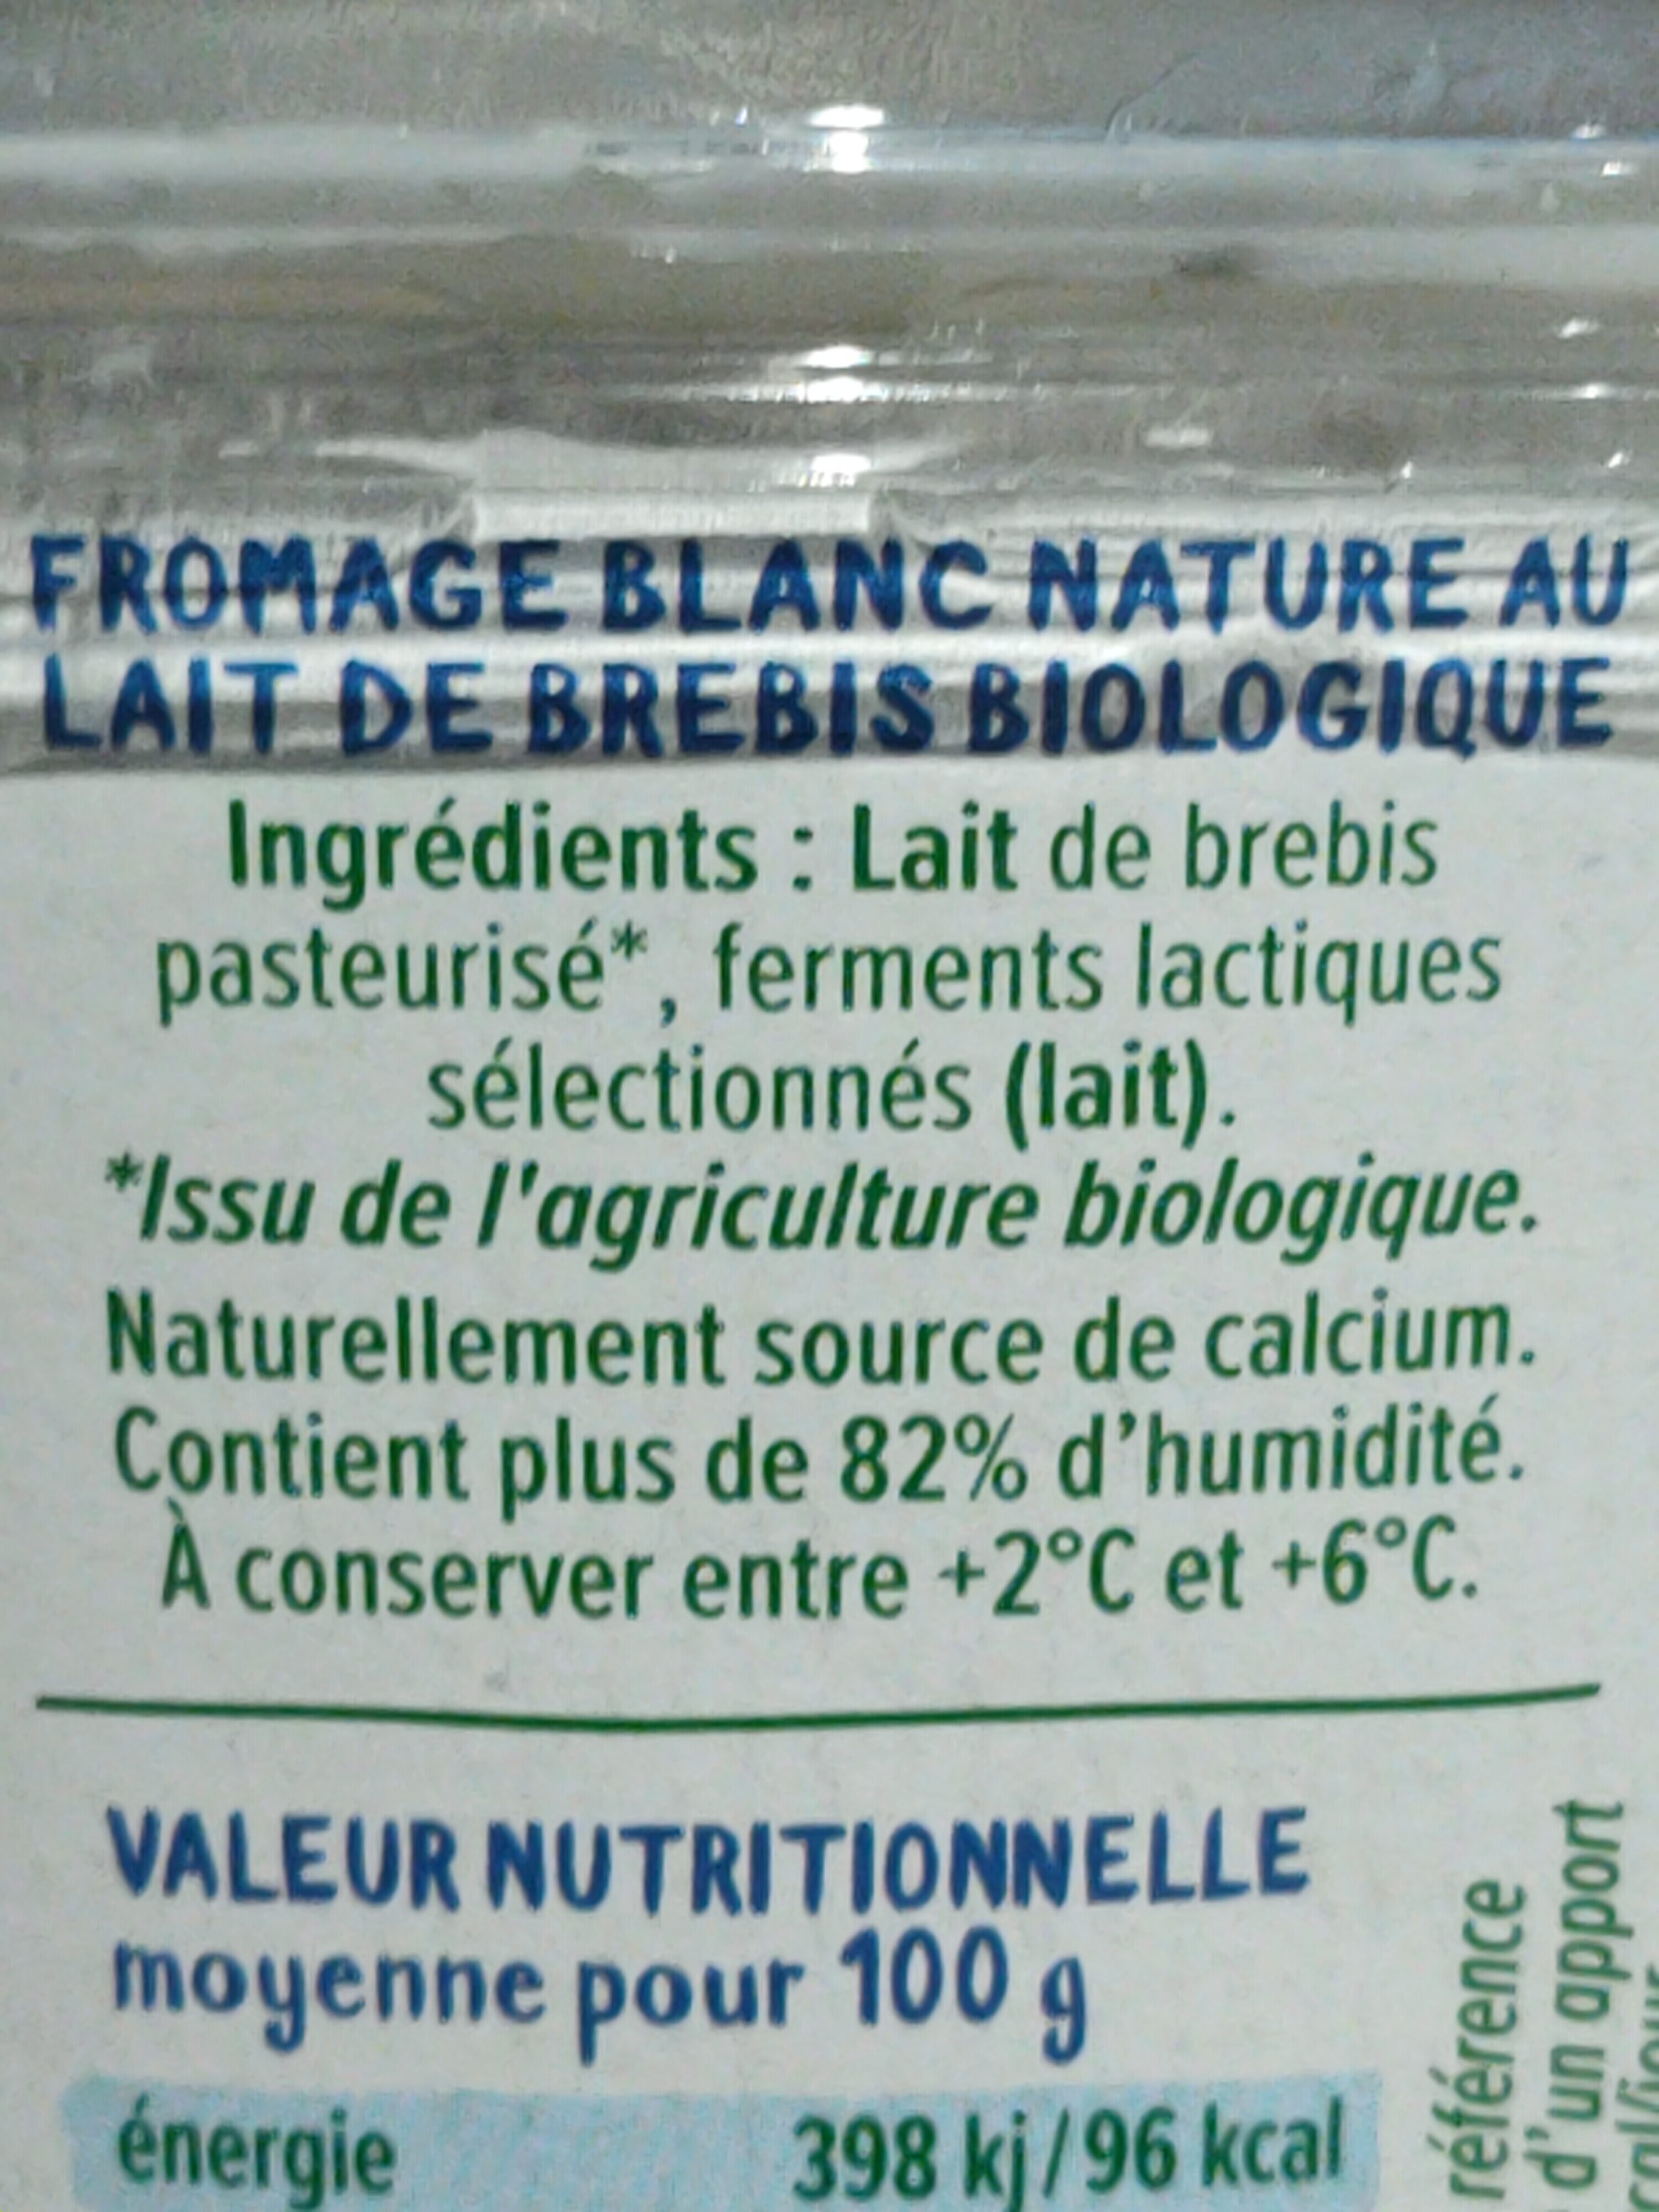 FROMAGE BLANC NATURE AU
LAIT DE BREBIS BIOLOGIQUE
Ingrédients : Lait de brebis
pasteurisé*, ferments lactiques
sélectionnés (lait).
*Issu de l'agriculture biologique.
Naturellement source de calcium.
Contient plus de 82% d’humidité.
À conserver entre +2°C et +6°C.
VALEUR NUTRITIONNELLE
moyenne pour 100 g
énergie 398 kj/96 kcal
référence
d’un apport